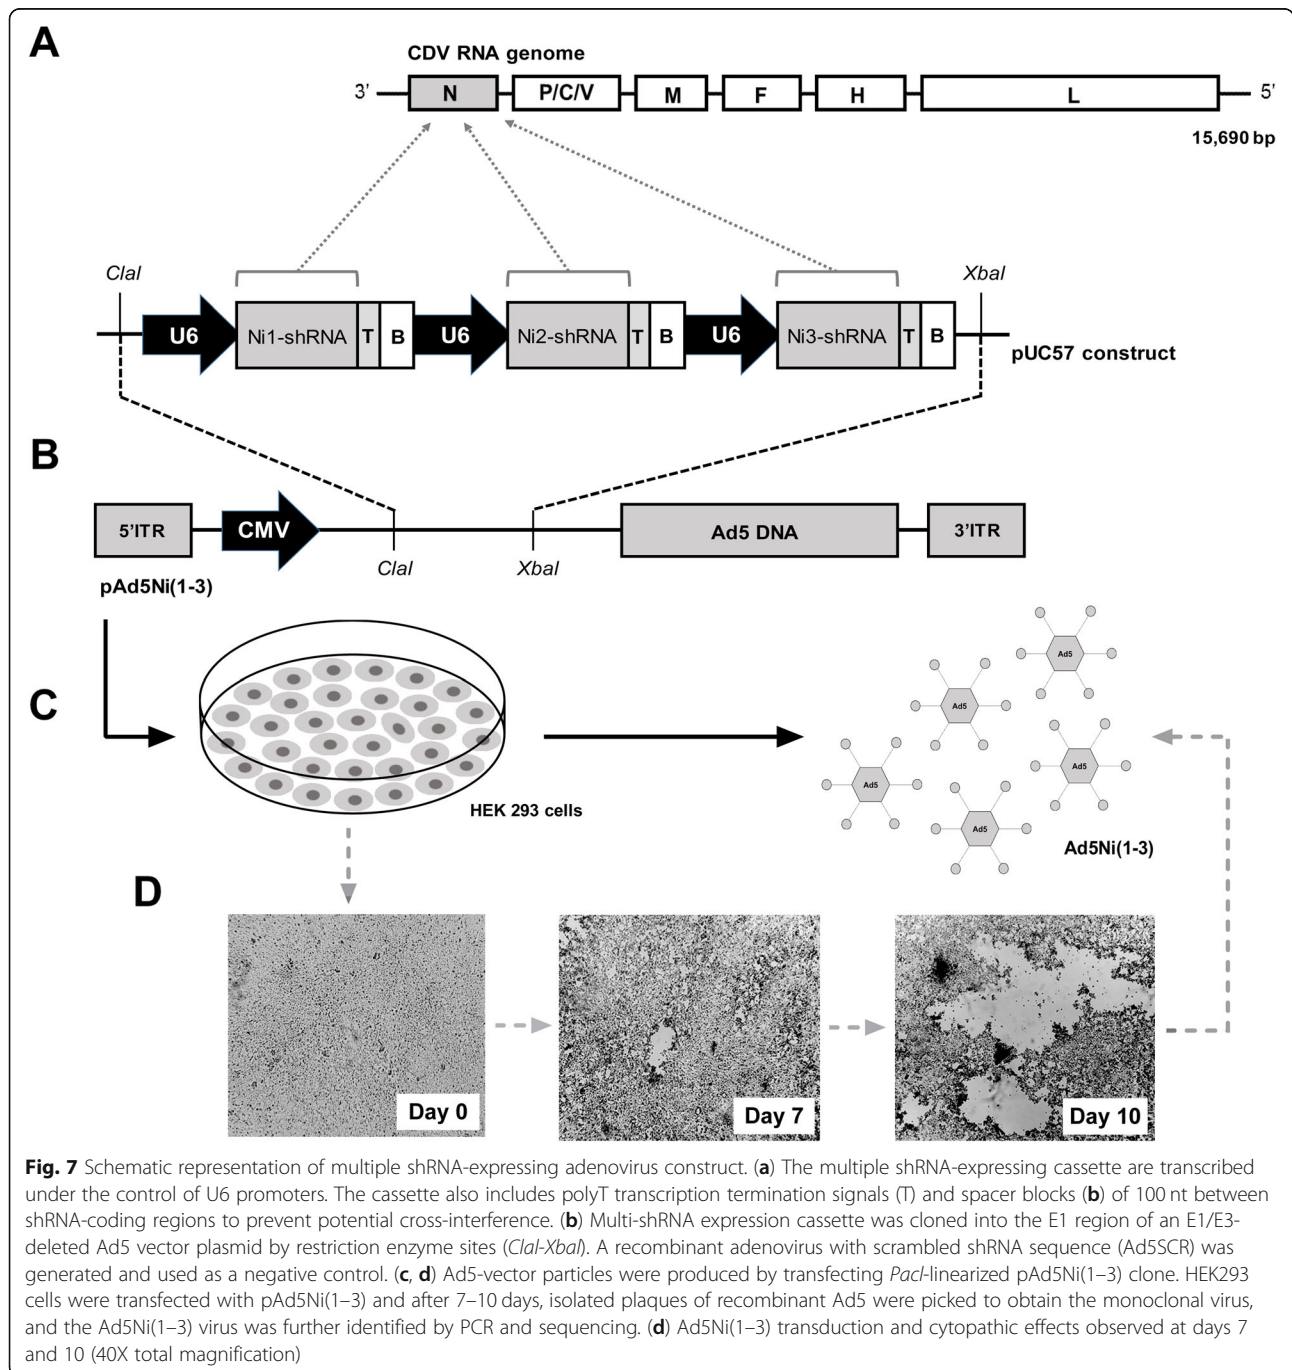 A
CDV RNA genome
3' N P/C/V M F H L 5'
15,690 bp
ClaI XbaI
U6 Ni1-shRNA T B U6 Ni2-shRNA T B U6 Ni3-shRNA T B
pUC57 construct
B
5'ITR CMV Ad5 DNA 3'ITR
ClaI XbaI
pAd5Ni(1-3)
C
Ad5
Ad5
Ad5
Ad5
Ad5
HEK 293 cells
Ad5Ni(1-3)
D
Day 0 Day 7 Day 10
Fig. 7 Schematic representation of multiple shRNA-expressing adenovirus construct. (a) The multiple shRNA-expressing cassette are transcribed
under the control of U6 promoters. The cassette also includes polyT transcription termination signals (T) and spacer blocks (b) of 100 nt between
shRNA-coding regions to prevent potential cross-interference. (b) Multi-shRNA expression cassette was cloned into the E1 region of an E1/E3-
deleted Ad5 vector plasmid by restriction enzyme sites (ClaI-XbaI). A recombinant adenovirus with scrambled shRNA sequence (Ad5SCR) was
generated and used as a negative control. (c, d) Ad5-vector particles were produced by transfecting PacI-linearized pAd5Ni(1–3) clone. HEK293
cells were transfected with pAd5Ni(1–3) and after 7–10 days, isolated plaques of recombinant Ad5 were picked to obtain the monoclonal virus,
and the Ad5Ni(1–3) virus was further identified by PCR and sequencing. (d) Ad5Ni(1–3) transduction and cytopathic effects observed at days 7
and 10 (40X total magnification)